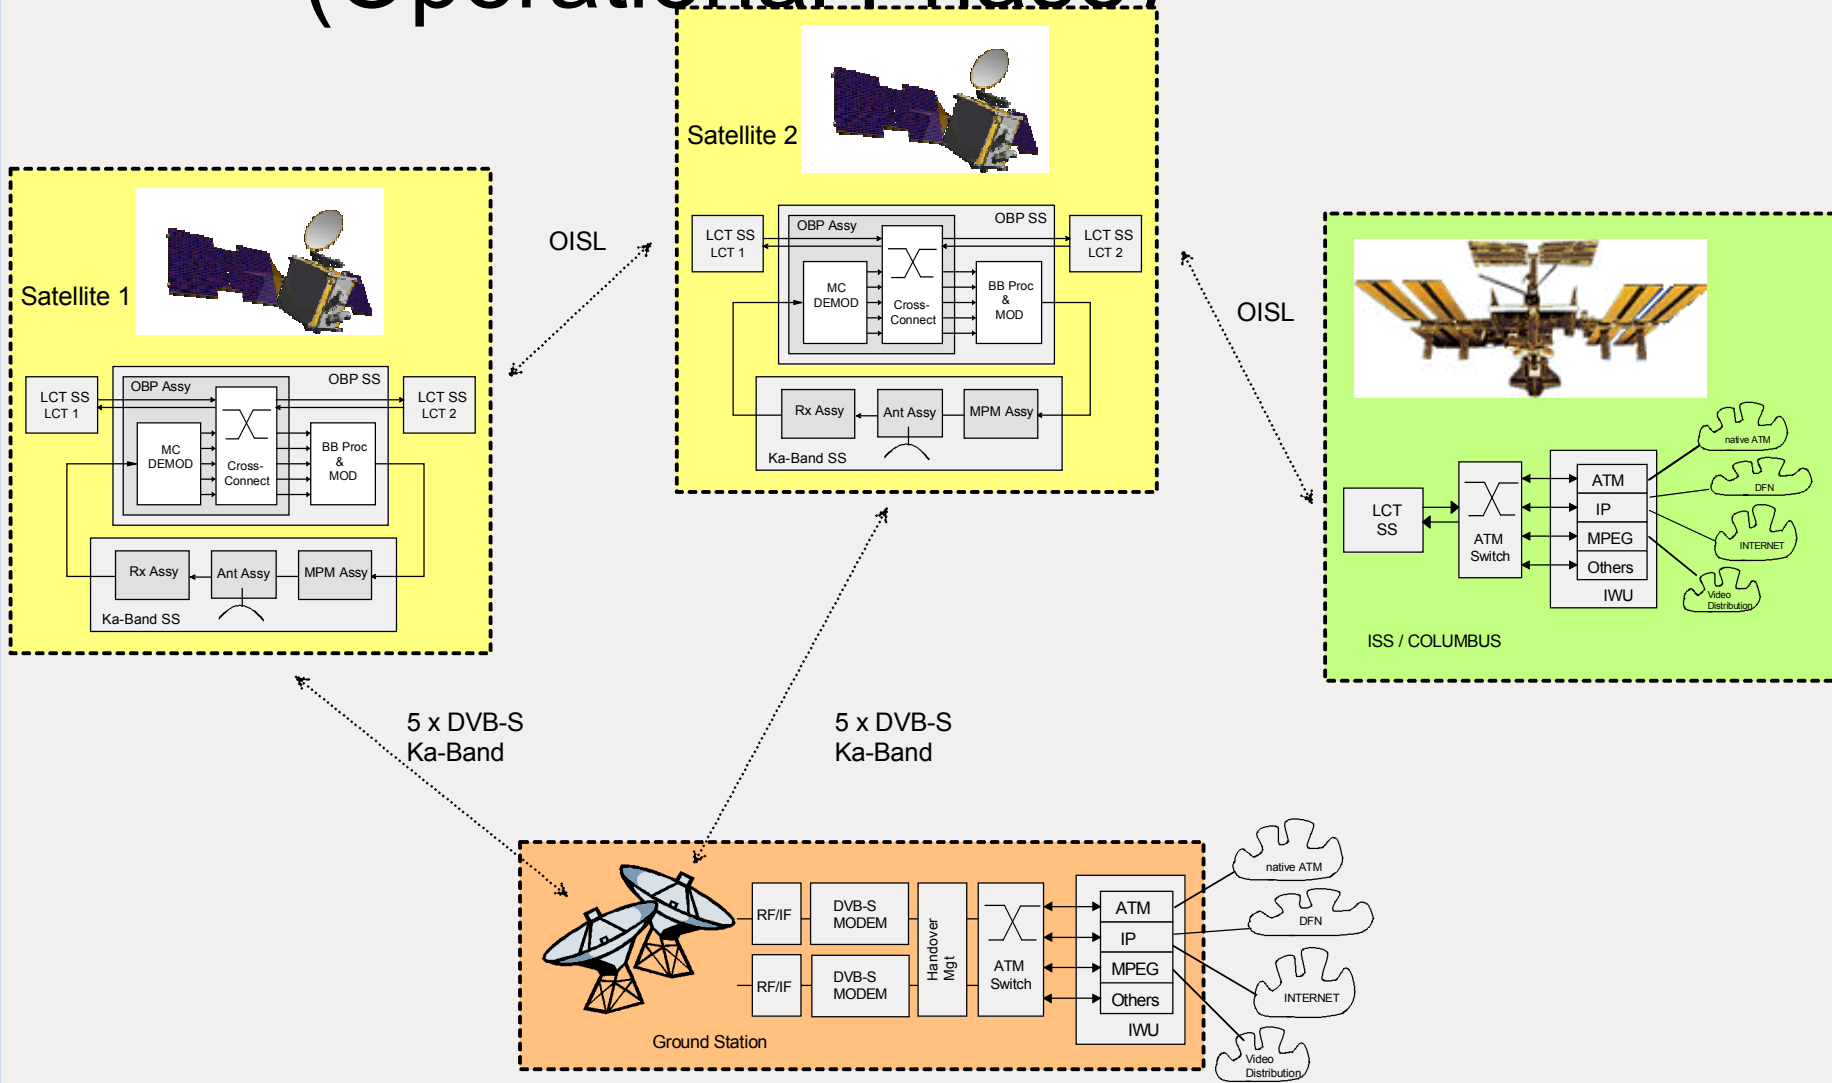 (Operational Phase)
Satellite 2
OBP SS
OBP Assy
LCT SS
LCT 1
MC
DEMOD
Cross-
Connect
BB Proc
&
MOD
LCT SS
LCT 2
Rx Assy
Ant Assy
MPM Assy
Ka-Band SS
Satellite 1
OBP SS
OBP Assy
LCT SS
LCT 1
MC
DEMOD
Cross-
Connect
BB Proc
&
MOD
LCT SS
LCT 2
Rx Assy
Ant Assy
MPM Assy
Ka-Band SS
OISL
OISL
LCT
SS
ATM
Switch
ATM
IP
MPEG
Others
IWU
native ATM
DFN
INTERNET
Video
Distribution
ISS / COLUMBUS
5 x DVB-S
Ka-Band
5 x DVB-S
Ka-Band
RF/IF
DVB-S
MODEM
RF/IF
DVB-S
MODEM
Handover
Mgt
ATM
Switch
ATM
IP
MPEG
Others
IWU
native ATM
DFN
INTERNET
Video
Distribution
Ground Station